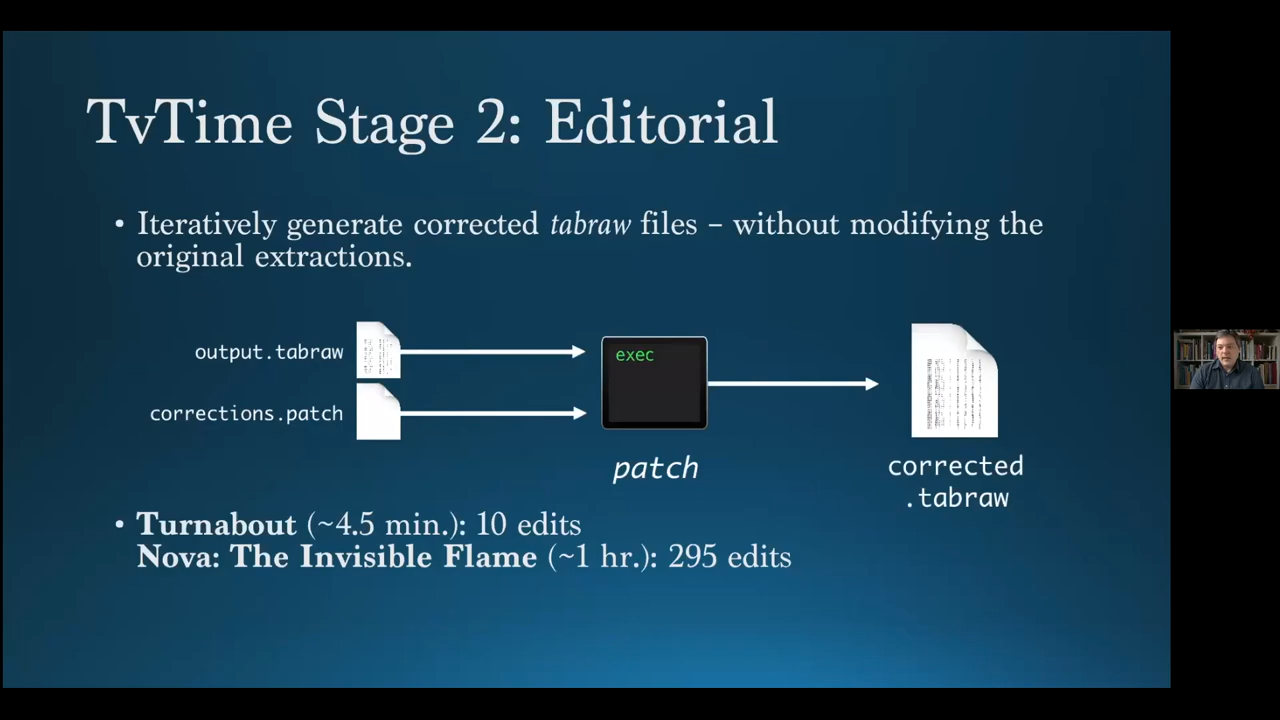 TvTime Stage 2: Editorial
• Iteratively generate corrected tabraw files – without modifying the
original extractions.
output.tabraw
exec
corrections.patch
patch
corrected
.tabraw
• Turnabout (~4.5 min.): 10 edits
Nova: The Invisible Flame (~1 hr.): 295 edits